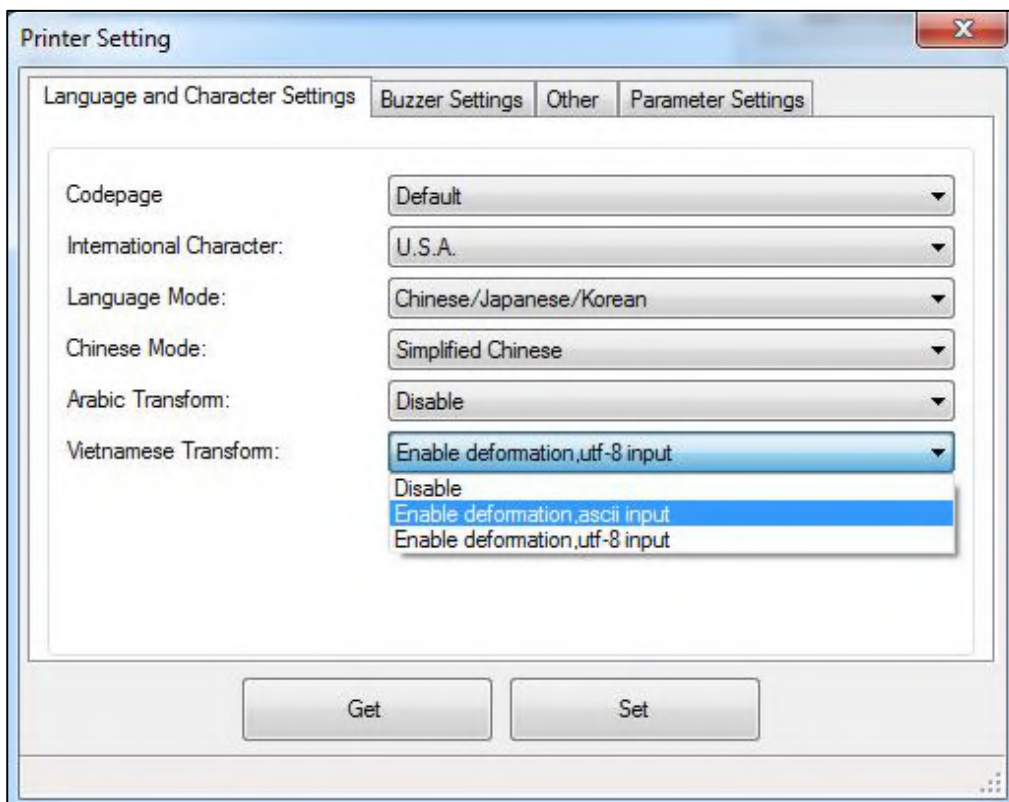 Printer Setting
Language and Character Settings Buzzer Settings Other Parameter Settings
Codepage Default
International Character: U.S.A.
Language Mode: Chinese/Japanese/Korean
Chinese Mode: Simplified Chinese
Arabic Transform: Disable
Vietnamese Transform: Enable deformation,utf-8 input
Disable
Enable deformation,ascii input
Enable deformation,utf-8 input
Get Set